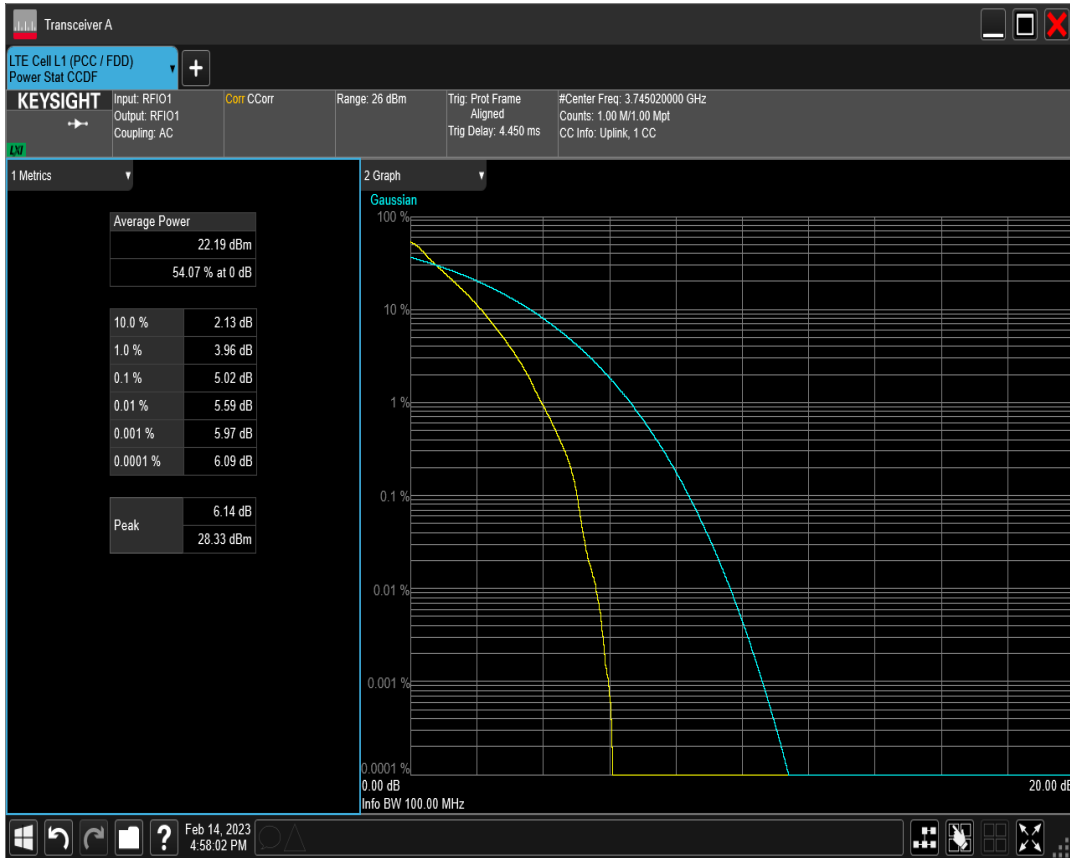 Transceiver A
LTE Cell L1 (PCC / FDD)
Power Stat CCDF
KEYSIGHT
LXI
Input: RFIO1
Output: RFIO1
Coupling: AC
Corr CCorr
Range: 26 dBm
Trig: Prot Frame
Aligned
Trig Delay: 4.450 ms
#Center Freq: 3.745020000 GHz
Counts: 1.00 M/1.00 Mpt
CC Info: Uplink, 1 CC
1 Metrics
Average Power
22.19 dBm
54.07 % at 0 dB
10.0 % 2.13 dB
1.0 % 3.96 dB
0.1 % 5.02 dB
0.01 % 5.59 dB
0.001 % 5.97 dB
0.0001 % 6.09 dB
Peak
6.14 dB
28.33 dBm
2 Graph
Gaussian
100 %
10 %
1 %
0.1 %
0.01 %
0.001 %
0.0001 %
0.00 dB
20.00 dB
Info BW 100.00 MHz
?
Feb 14, 2023
4:58:02 PM